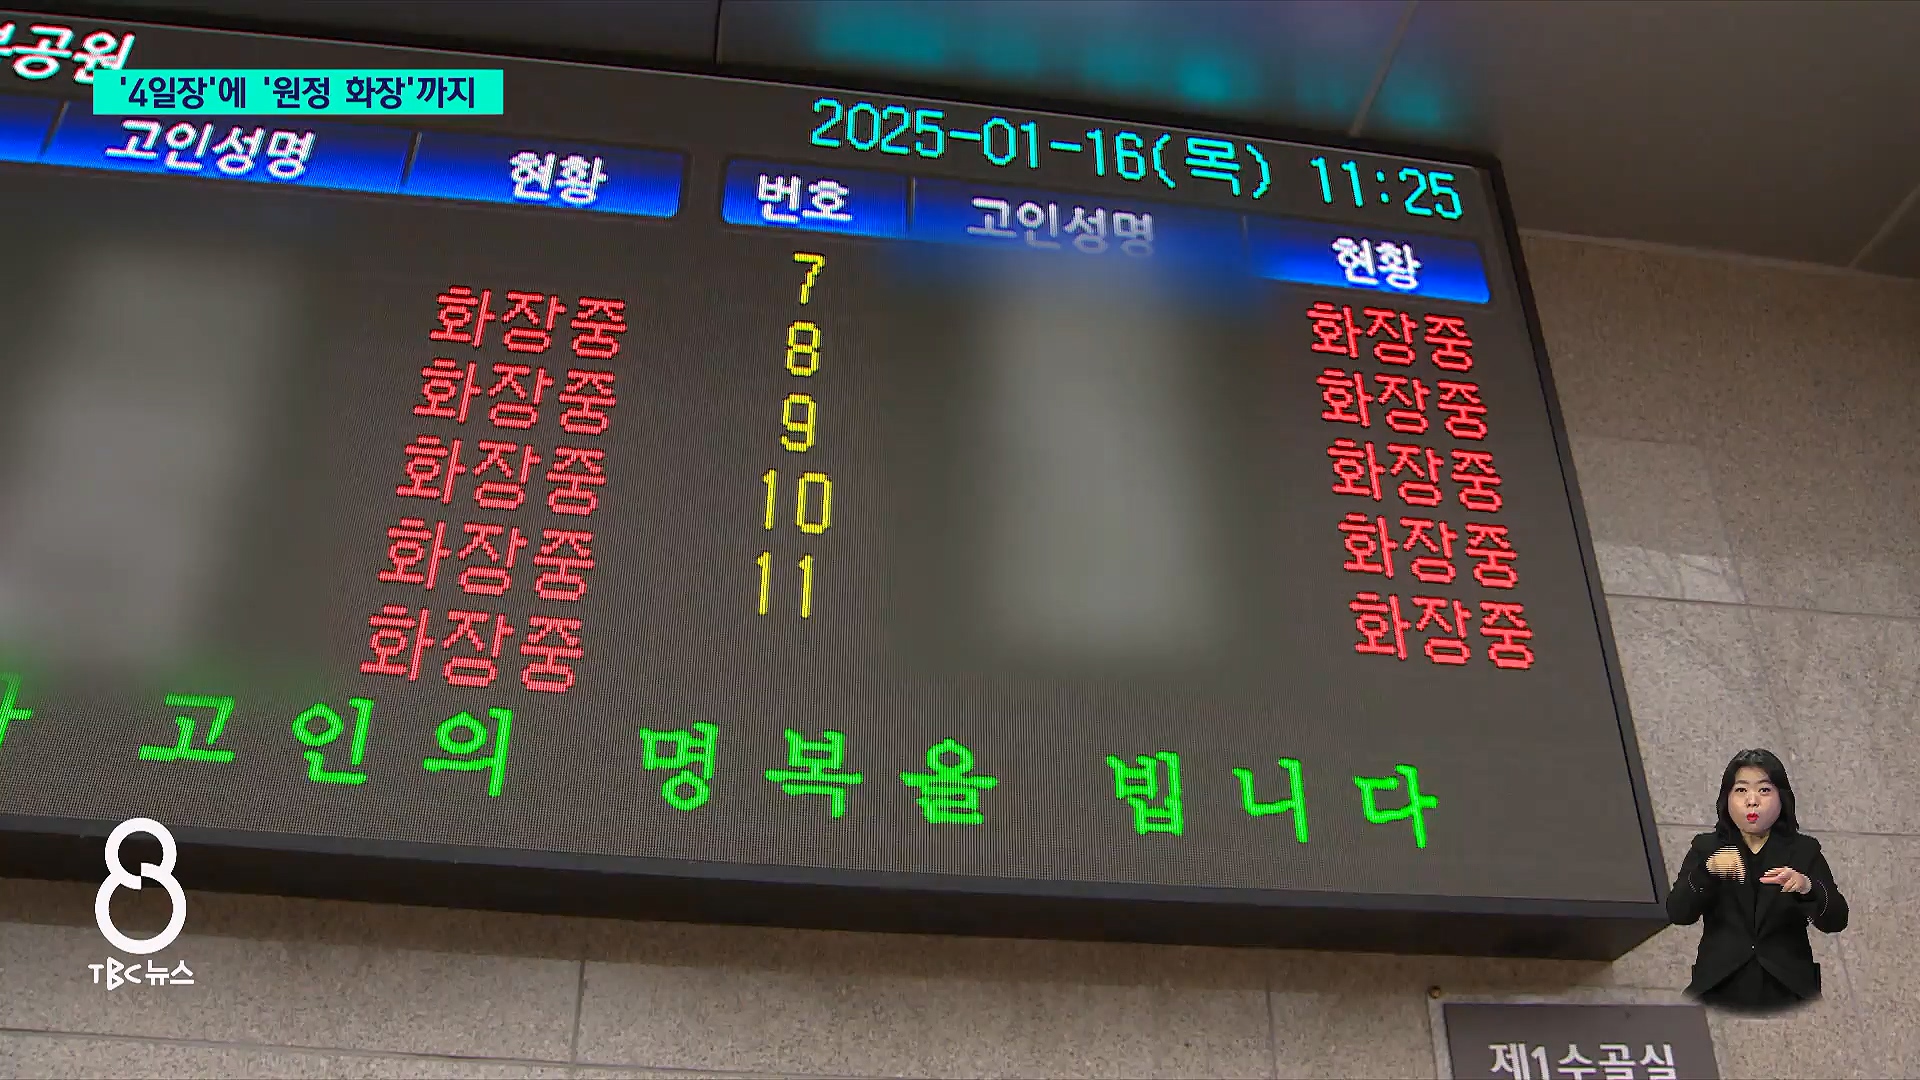 공원
'4일장'에 '원정 화장'까지
2025-01-16(목) 11:25
고인성명 현황 번호 고인성명 현황
화장중 7 화장중
화장중 8 화장중
화장중 9 화장중
화장중 10 화장중
화장중 11 화장중
고인의 명복을 빕니다
8
TBC뉴스
제1수골실